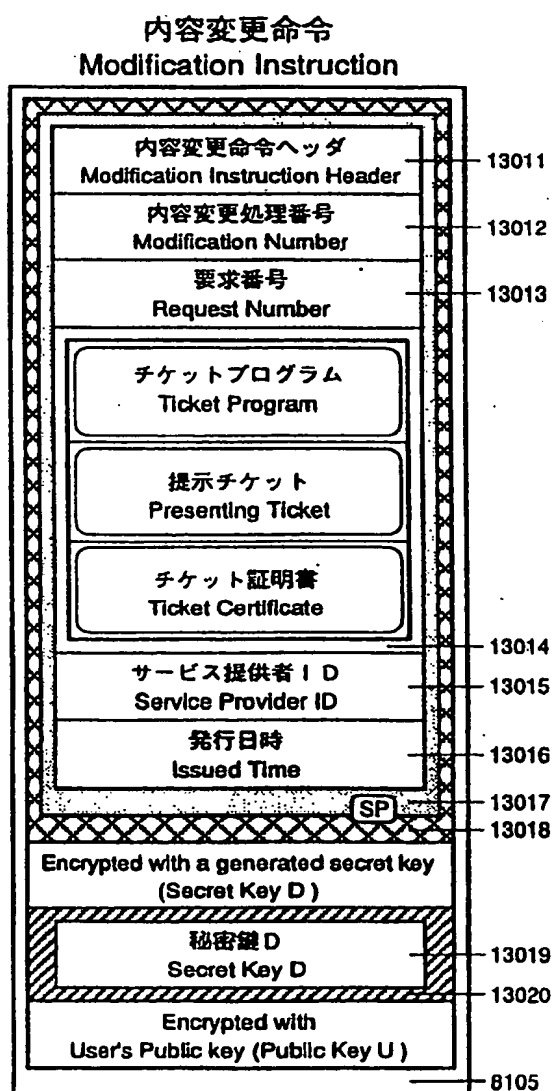 内容変更命令
Modification Instruction
内容変更命令ヘッダ
Modification Instruction Header
13011
内容変更処理番号
Modification Number
13012
要求番号
Request Number
13013
チケットプログラム
Ticket Program
提示チケット
Presenting Ticket
チケット証明書
Ticket Certificate
13014
サービス提供者ID
Service Provider ID
13015
発行日時
Issued Time
13016
13017
SP
13018
Encrypted with a generated secret key
(Secret Key D )
秘密鍵D
Secret Key D
13019
13020
Encrypted with
User's Public key (Public Key U )
8105